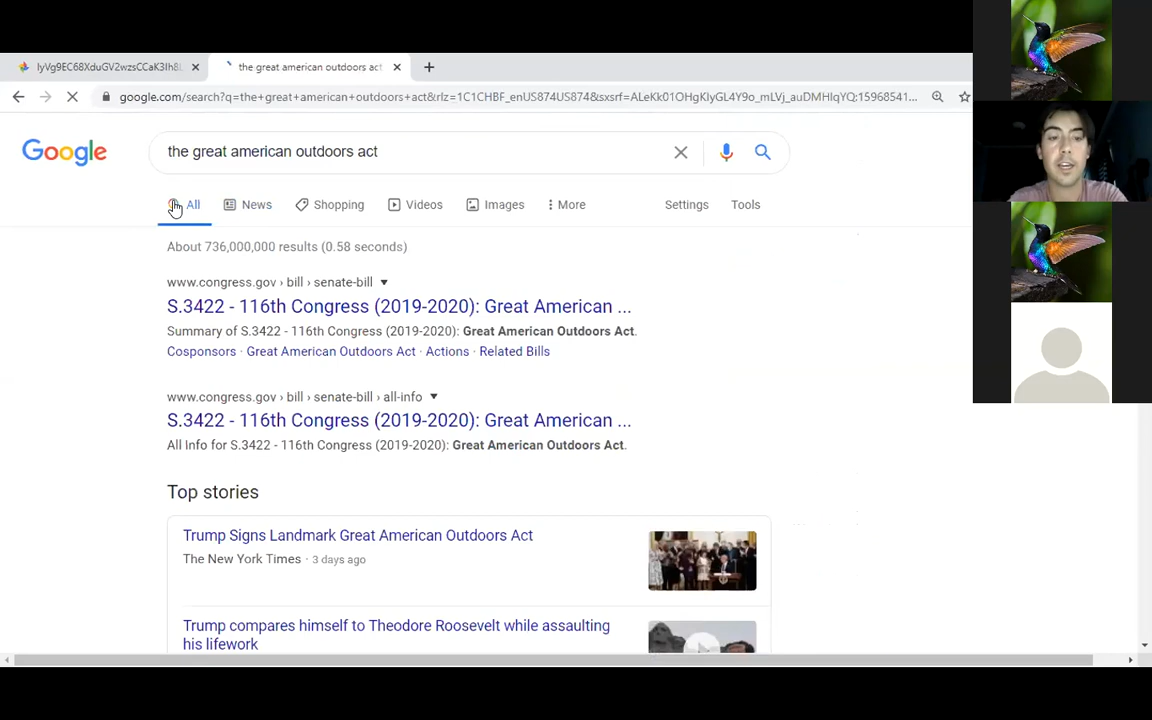 lyVg9EC68XduGV2wzsCCaK3Ih8
the great american outdoors act
google.com/search?q=the+great+american+outdoors+act&rlz=1C1CHBF_enUS874US874&sxsrf=ALeKk01OHgKlyGL4Y9o_mLVj_auDMHIqYQ:15968541...
Google
the great american outdoors act
All
News
Shopping
Videos
Images
More
Settings
Tools
About 736,000,000 results (0.58 seconds)
www.congress.gov › bill › senate-bill
S.3422 - 116th Congress (2019-2020): Great American ...
Summary of S.3422 - 116th Congress (2019-2020): Great American Outdoors Act.
Cosponsors · Great American Outdoors Act · Actions · Related Bills
www.congress.gov › bill › senate-bill › all-info
S.3422 - 116th Congress (2019-2020): Great American ...
All Info for S.3422 - 116th Congress (2019-2020): Great American Outdoors Act.
Top stories
Trump Signs Landmark Great American Outdoors Act
The New York Times · 3 days ago
Trump compares himself to Theodore Roosevelt while assaulting
his lifework